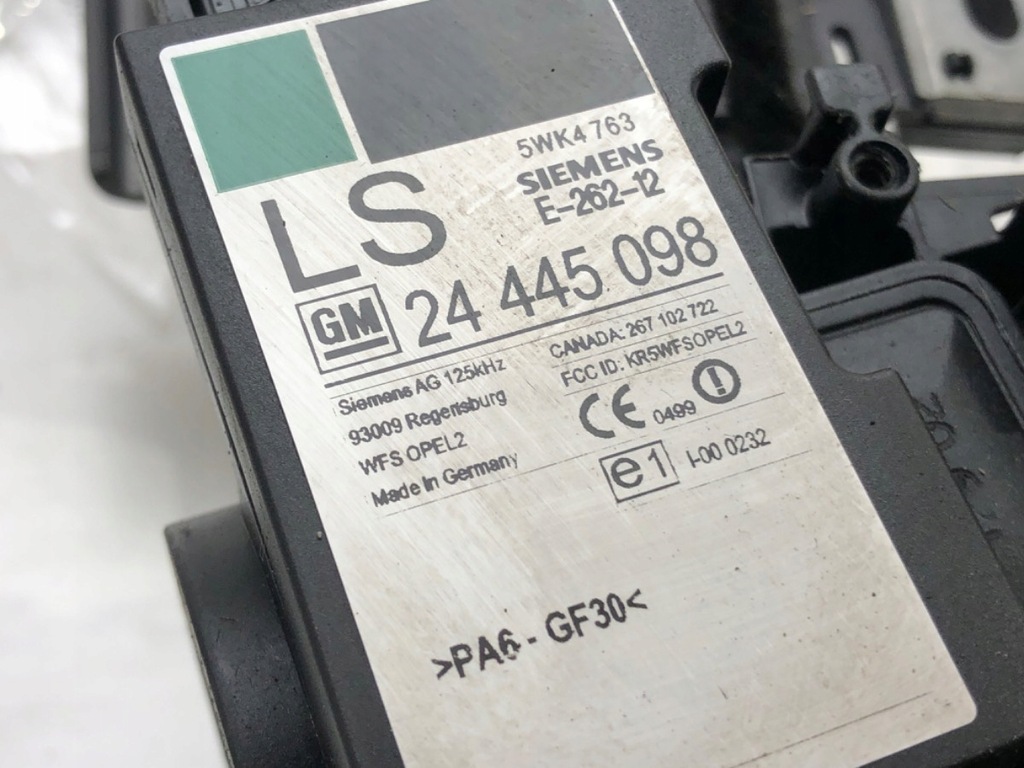 5WK4 763
SIEMENS
E-262-12
LS
GM 24 445 098
Siemens AG 125kHz
93009 Regensburg
WFS OPEL2
Made in Germany
CANADA: 267 102 722
FCC ID: KR5WFSOPEL2
CE 0499
e1 I-00 0232
>PA6 - GF30<